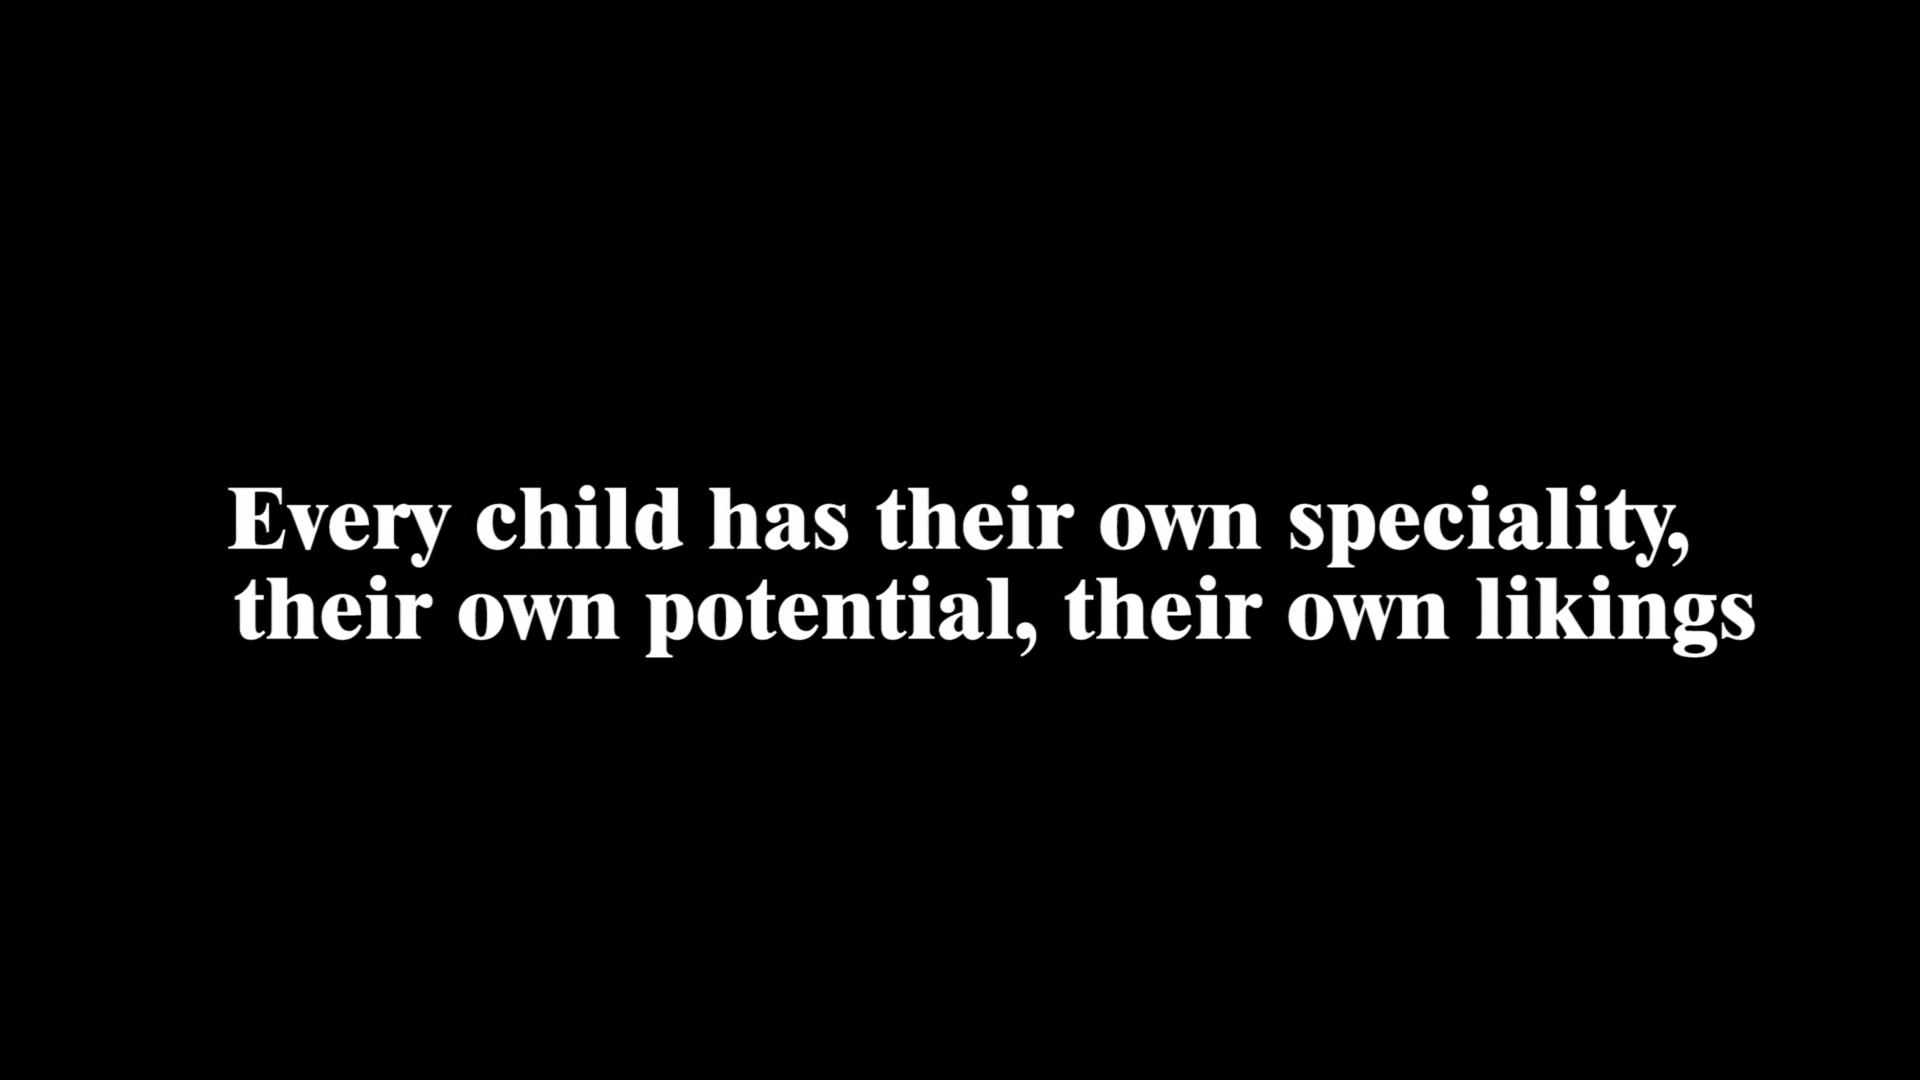 Every child has their own speciality,
their own potential, their own likings